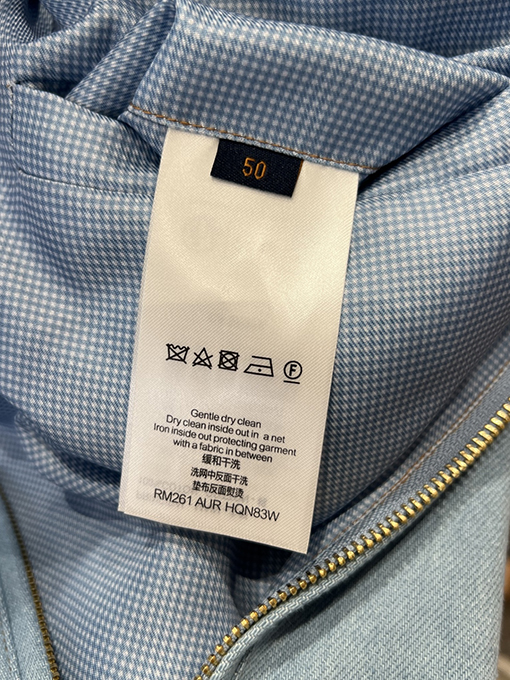 50
F
Gentle dry clean
Dry clean inside out in a net
Iron inside out protecting garment
with a fabric in between
缓和干洗
洗网中反面干洗
垫布反面熨烫
RM261 AUR HQN83W